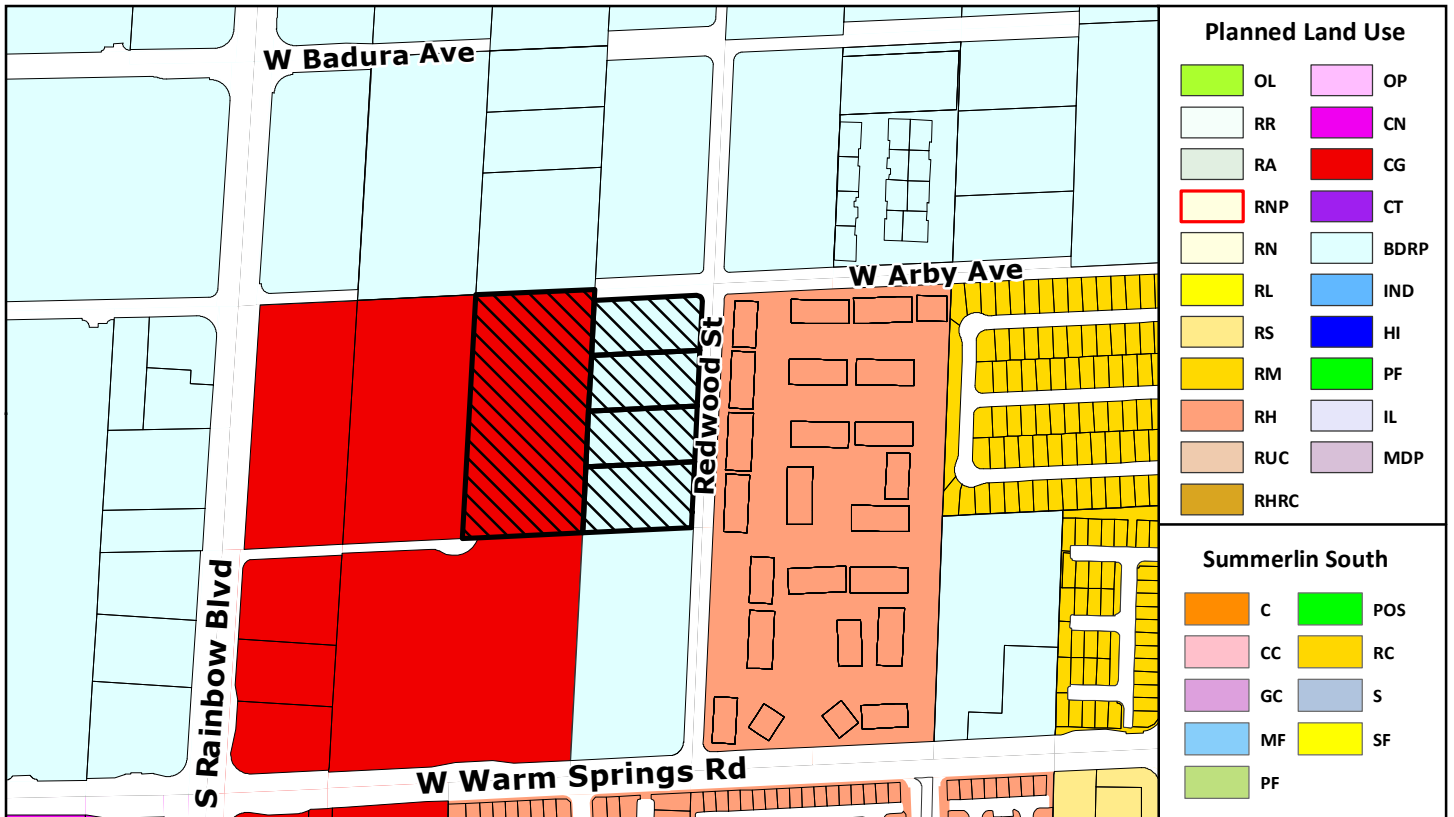 W Badura Ave
W Arby Ave
Redwood St
S Rainbow Blvd
W Warm Springs Rd
Planned Land Use
OL OP
RR CN
RA CG
RNP CT
RN BDRP
RL IND
RS HI
RM PF
RH IL
RUC MDP
RHRC
Summerlin South
C POS
CC RC
GC S
MF SF
PF